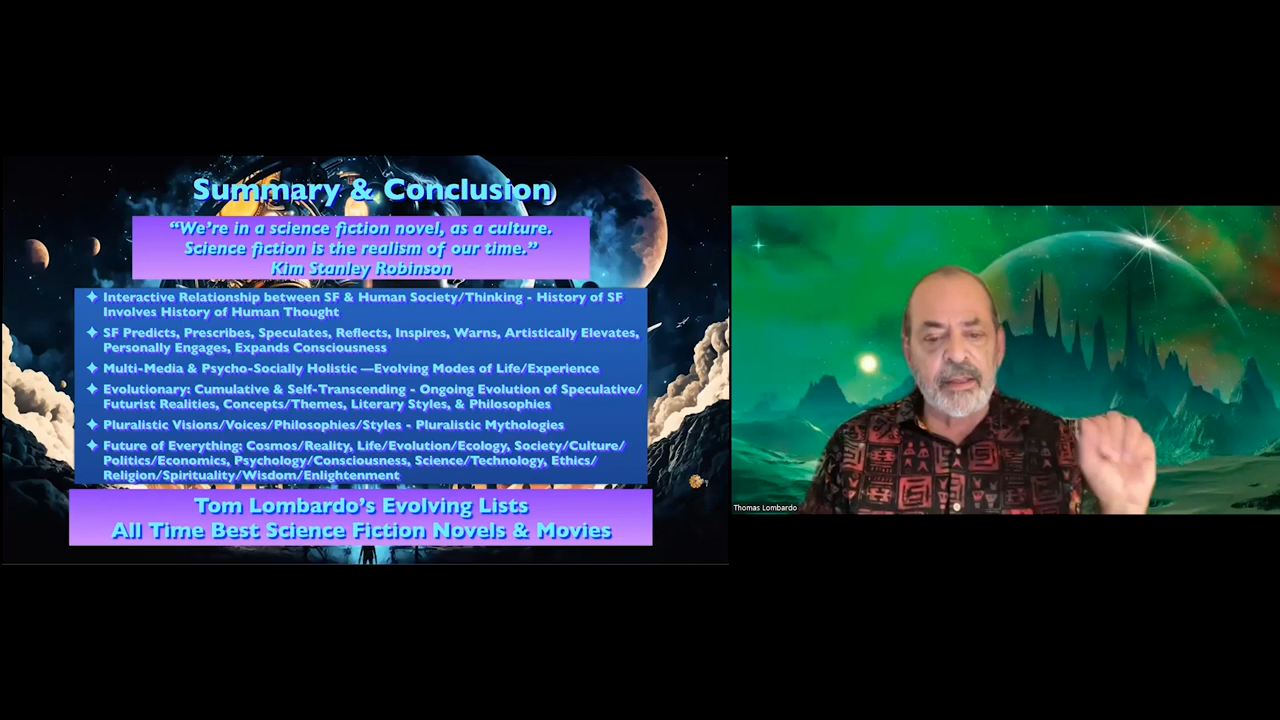 Summary & Conclusion
“We’re in a science fiction novel, as a culture.
Science fiction is the realism of our time.”
Kim Stanley Robinson
✦ Interactive Relationship between SF & Human Society/Thinking - History of SF
Involves History of Human Thought
✦ SF Predicts, Prescribes, Speculates, Reflects, Inspires, Warns, Artistically Elevates,
Personally Engages, Expands Consciousness
✦ Multi-Media & Psycho-Socially Holistic —Evolving Modes of Life/Experience
✦ Evolutionary: Cumulative & Self-Transcending - Ongoing Evolution of Speculative/
Futurist Realities, Concepts/Themes, Literary Styles, & Philosophies
✦ Pluralistic Visions/Voices/Philosophies/Styles - Pluralistic Mythologies
✦ Future of Everything: Cosmos/Reality, Life/Evolution/Ecology, Society/Culture/
Politics/Economics, Psychology/Consciousness, Science/Technology, Ethics/
Religion/Spirituality/Wisdom/Enlightenment
Tom Lombardo’s Evolving Lists
All Time Best Science Fiction Novels & Movies
Thomas Lombardo